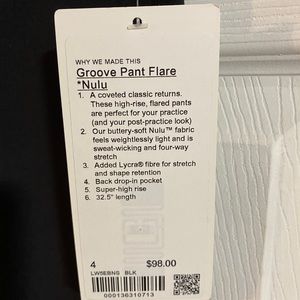 WHY WE MADE THIS
Groove Pant Flare
*Nulu
1. A coveted classic returns.
These high-rise, flared pants
are perfect for your practice
(and your post-practice look)
2. Our buttery-soft Nulu™ fabric
feels weightlessly light and is
sweat-wicking and four-way
stretch
3. Added Lycra® fibre for stretch
and shape retention
4. Back drop-in pocket
5. Super-high rise
6. 32.5" length
4 $98.00
LW5EBNS BLK
000136310713